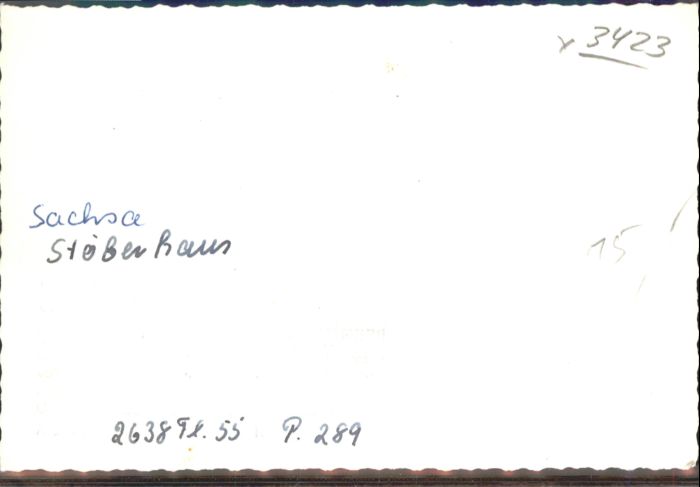 3423
Sachsa
Stöberhaus
15
2638 Fl. 55 P. 289